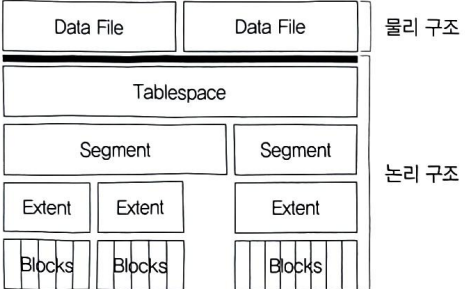 Data File Data File 물리 구조
Tablespace
Segment Segment
논리 구조
Extent Extent Extent
Blocks Blocks Blocks